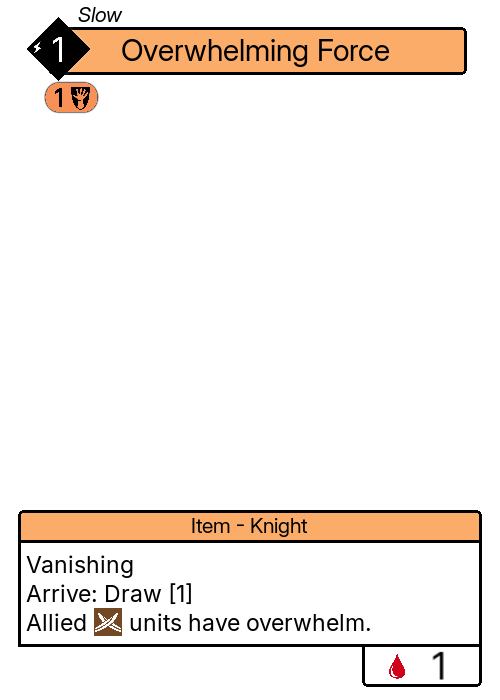 Slow
1 Overwhelming Force
1
Item - Knight
Vanishing
Arrive: Draw [1]
Allied units have overwhelm.
1